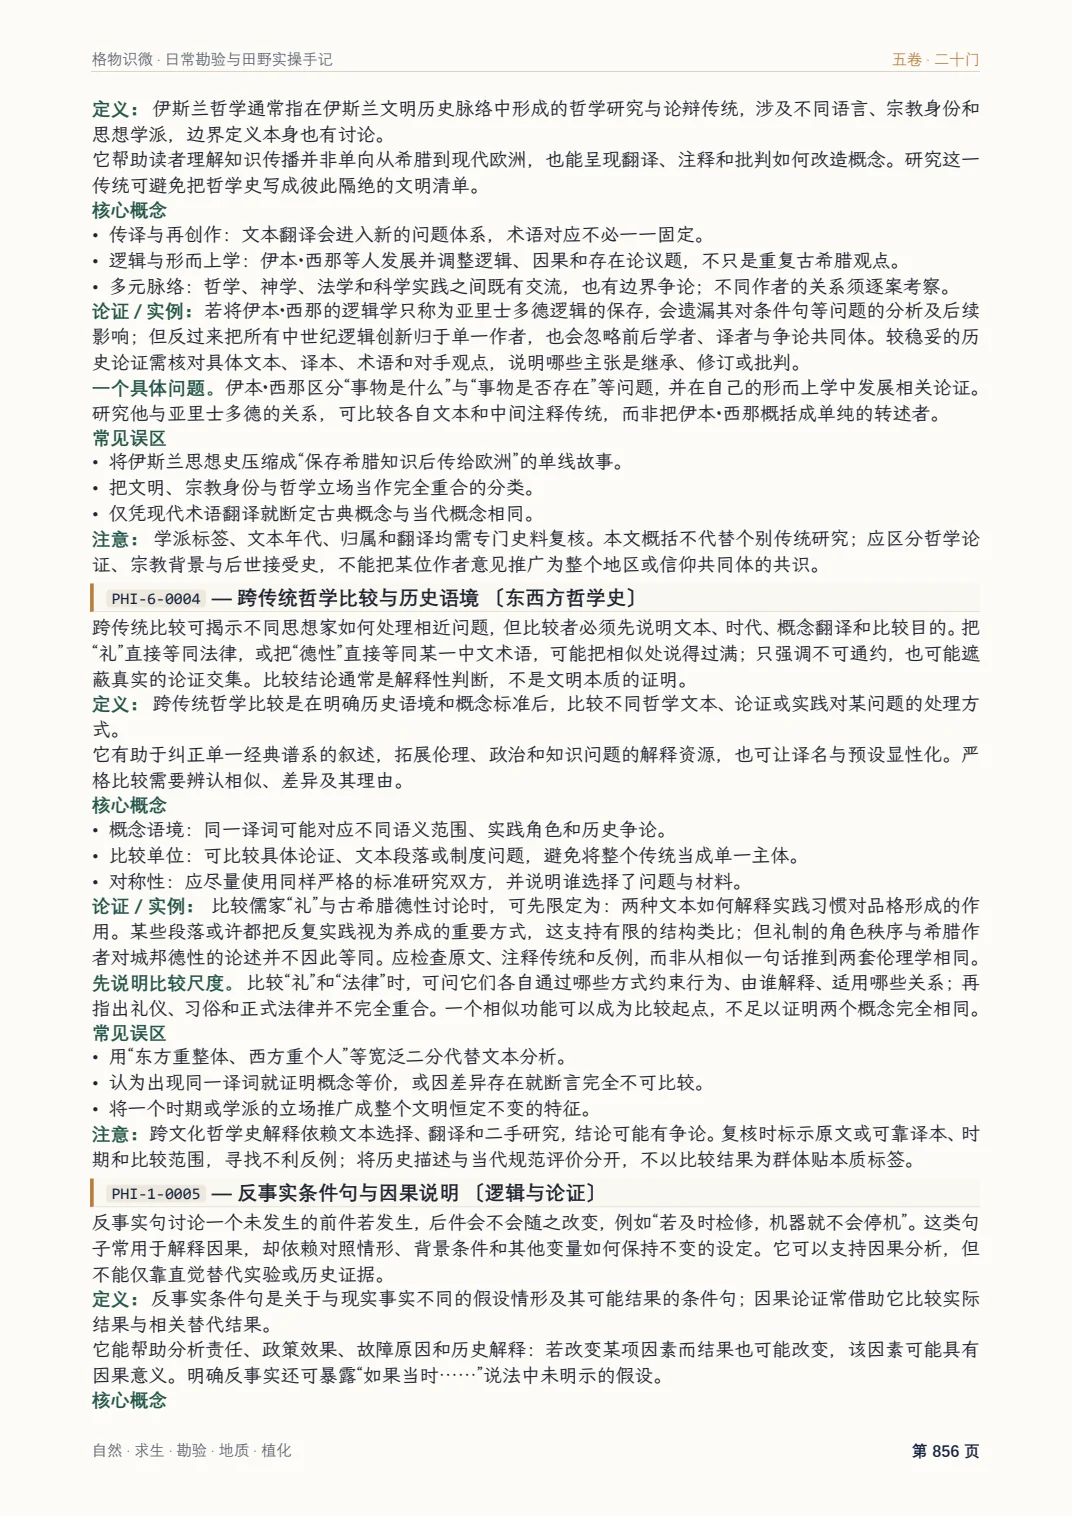 格物识微 · 日常勘验与田野实操手记
五卷 · 二十门
定义： 伊斯兰哲学通常指在伊斯兰文明历史脉络中形成的哲学研究与论辩传统，涉及不同语言、宗教身份和
思想学派，边界定义本身也有讨论。
它帮助读者理解知识传播并非单向从希腊到现代欧洲，也能呈现翻译、注释和批判如何改造概念。研究这一
传统可避免把哲学史写成彼此隔绝的文明清单。
核心概念
• 传译与再创作：文本翻译会进入新的问题体系，术语对应不必一一固定。
• 逻辑与形而上学：伊本•西那等人发展并调整逻辑、因果和存在论议题，不只是重复古希腊观点。
• 多元脉络：哲学、神学、法学和科学实践之间既有交流，也有边界争论；不同作者的关系须逐案考察。
论证 / 实例：若将伊本•西那的逻辑学只称为亚里士多德逻辑的保存，会遗漏其对条件句等问题的分析及后续
影响；但反过来把所有中世纪逻辑创新归于单一作者，也会忽略前后学者、译者与争论共同体。较稳妥的历
史论证需核对具体文本、译本、术语和对手观点，说明哪些主张是继承、修订或批判。
一个具体问题。伊本•西那区分“事物是什么”与“事物是否存在”等问题，并在自己的形而上学中发展相关论证。
研究他与亚里士多德的关系，可比较各自文本和中间注释传统，而非把伊本•西那概括成单纯的转述者。
常见误区
• 将伊斯兰思想史压缩成“保存希腊知识后传给欧洲”的单线故事。
• 把文明、宗教身份与哲学立场当作完全重合的分类。
• 仅凭现代术语翻译就断定古典概念与当代概念相同。
注意： 学派标签、文本年代、归属和翻译均需专门史料复核。本文概括不代替个别传统研究；应区分哲学论
证、宗教背景与后世接受史，不能把某位作者意见推广为整个地区或信仰共同体的共识。
PHI-6-0004 — 跨传统哲学比较与历史语境 〔东西方哲学史〕
跨传统比较可揭示不同思想家如何处理相近问题，但比较者必须先说明文本、时代、概念翻译和比较目的。把
“礼”直接等同法律，或把“德性”直接等同某一中文术语，可能把相似处说得过满；只强调不可通约，也可能遮
蔽真实的论证交集。比较结论通常是解释性判断，不是文明本质的证明。
定义： 跨传统哲学比较是在明确历史语境和概念标准后，比较不同哲学文本、论证或实践对某问题的处理方
式。
它有助于纠正单一经典谱系的叙述，拓展伦理、政治和知识问题的解释资源，也可让译名与预设显性化。严
格比较需要辨认相似、差异及其理由。
核心概念
• 概念语境：同一译词可能对应不同语义范围、实践角色和历史争论。
• 比较单位：可比较具体论证、文本段落或制度问题，避免将整个传统当成单一主体。
• 对称性：应尽量使用同样严格的标准研究双方，并说明谁选择了问题与材料。
论证 / 实例： 比较儒家“礼”与古希腊德性讨论时，可先限定为：两种文本如何解释实践习惯对品格形成的作
用。某些段落或许都把反复实践视为养成的重要方式，这支持有限的结构类比；但礼制的角色秩序与希腊作
者对城邦德性的论述并不因此等同。应检查原文、注释传统和反例，而非从相似一句话推到两套伦理学相同。
先说明比较尺度。 比较“礼”和“法律”时，可问它们各自通过哪些方式约束行为、由谁解释、适用哪些关系；再
指出礼仪、习俗和正式法律并不完全重合。一个相似功能可以成为比较起点，不足以证明两个概念完全相同。
常见误区
• 用“东方重整体、西方重个人”等宽泛二分代替文本分析。
• 认为出现同一译词就证明概念等价，或因差异存在就断言完全不可比较。
• 将一个时期或学派的立场推广成整个文明恒定不变的特征。
注意： 跨文化哲学史解释依赖文本选择、翻译和二手研究，结论可能有争论。复核时标示原文或可靠译本、时
期和比较范围，寻找不利反例；将历史描述与当代规范评价分开，不以比较结果为群体贴本质标签。
PHI-1-0005 — 反事实条件句与因果说明 〔逻辑与论证〕
反事实句讨论一个未发生的前件若发生，后件会不会随之改变，例如“若及时检修，机器就不会停机”。这类句
子常用于解释因果，却依赖对照情形、背景条件和其他变量如何保持不变的设定。它可以支持因果分析，但
不能仅靠直觉替代实验或历史证据。
定义： 反事实条件句是关于与现实事实不同的假设情形及其可能结果的条件句；因果论证常借助它比较实际
结果与相关替代结果。
它能帮助分析责任、政策效果、故障原因和历史解释：若改变某项因素而结果也可能改变，该因素可能具有
因果意义。明确反事实还可暴露“如果当时……”说法中未明示的假设。
核心概念
自然 · 求生 · 勘验 · 地质 · 植化
第 856 页